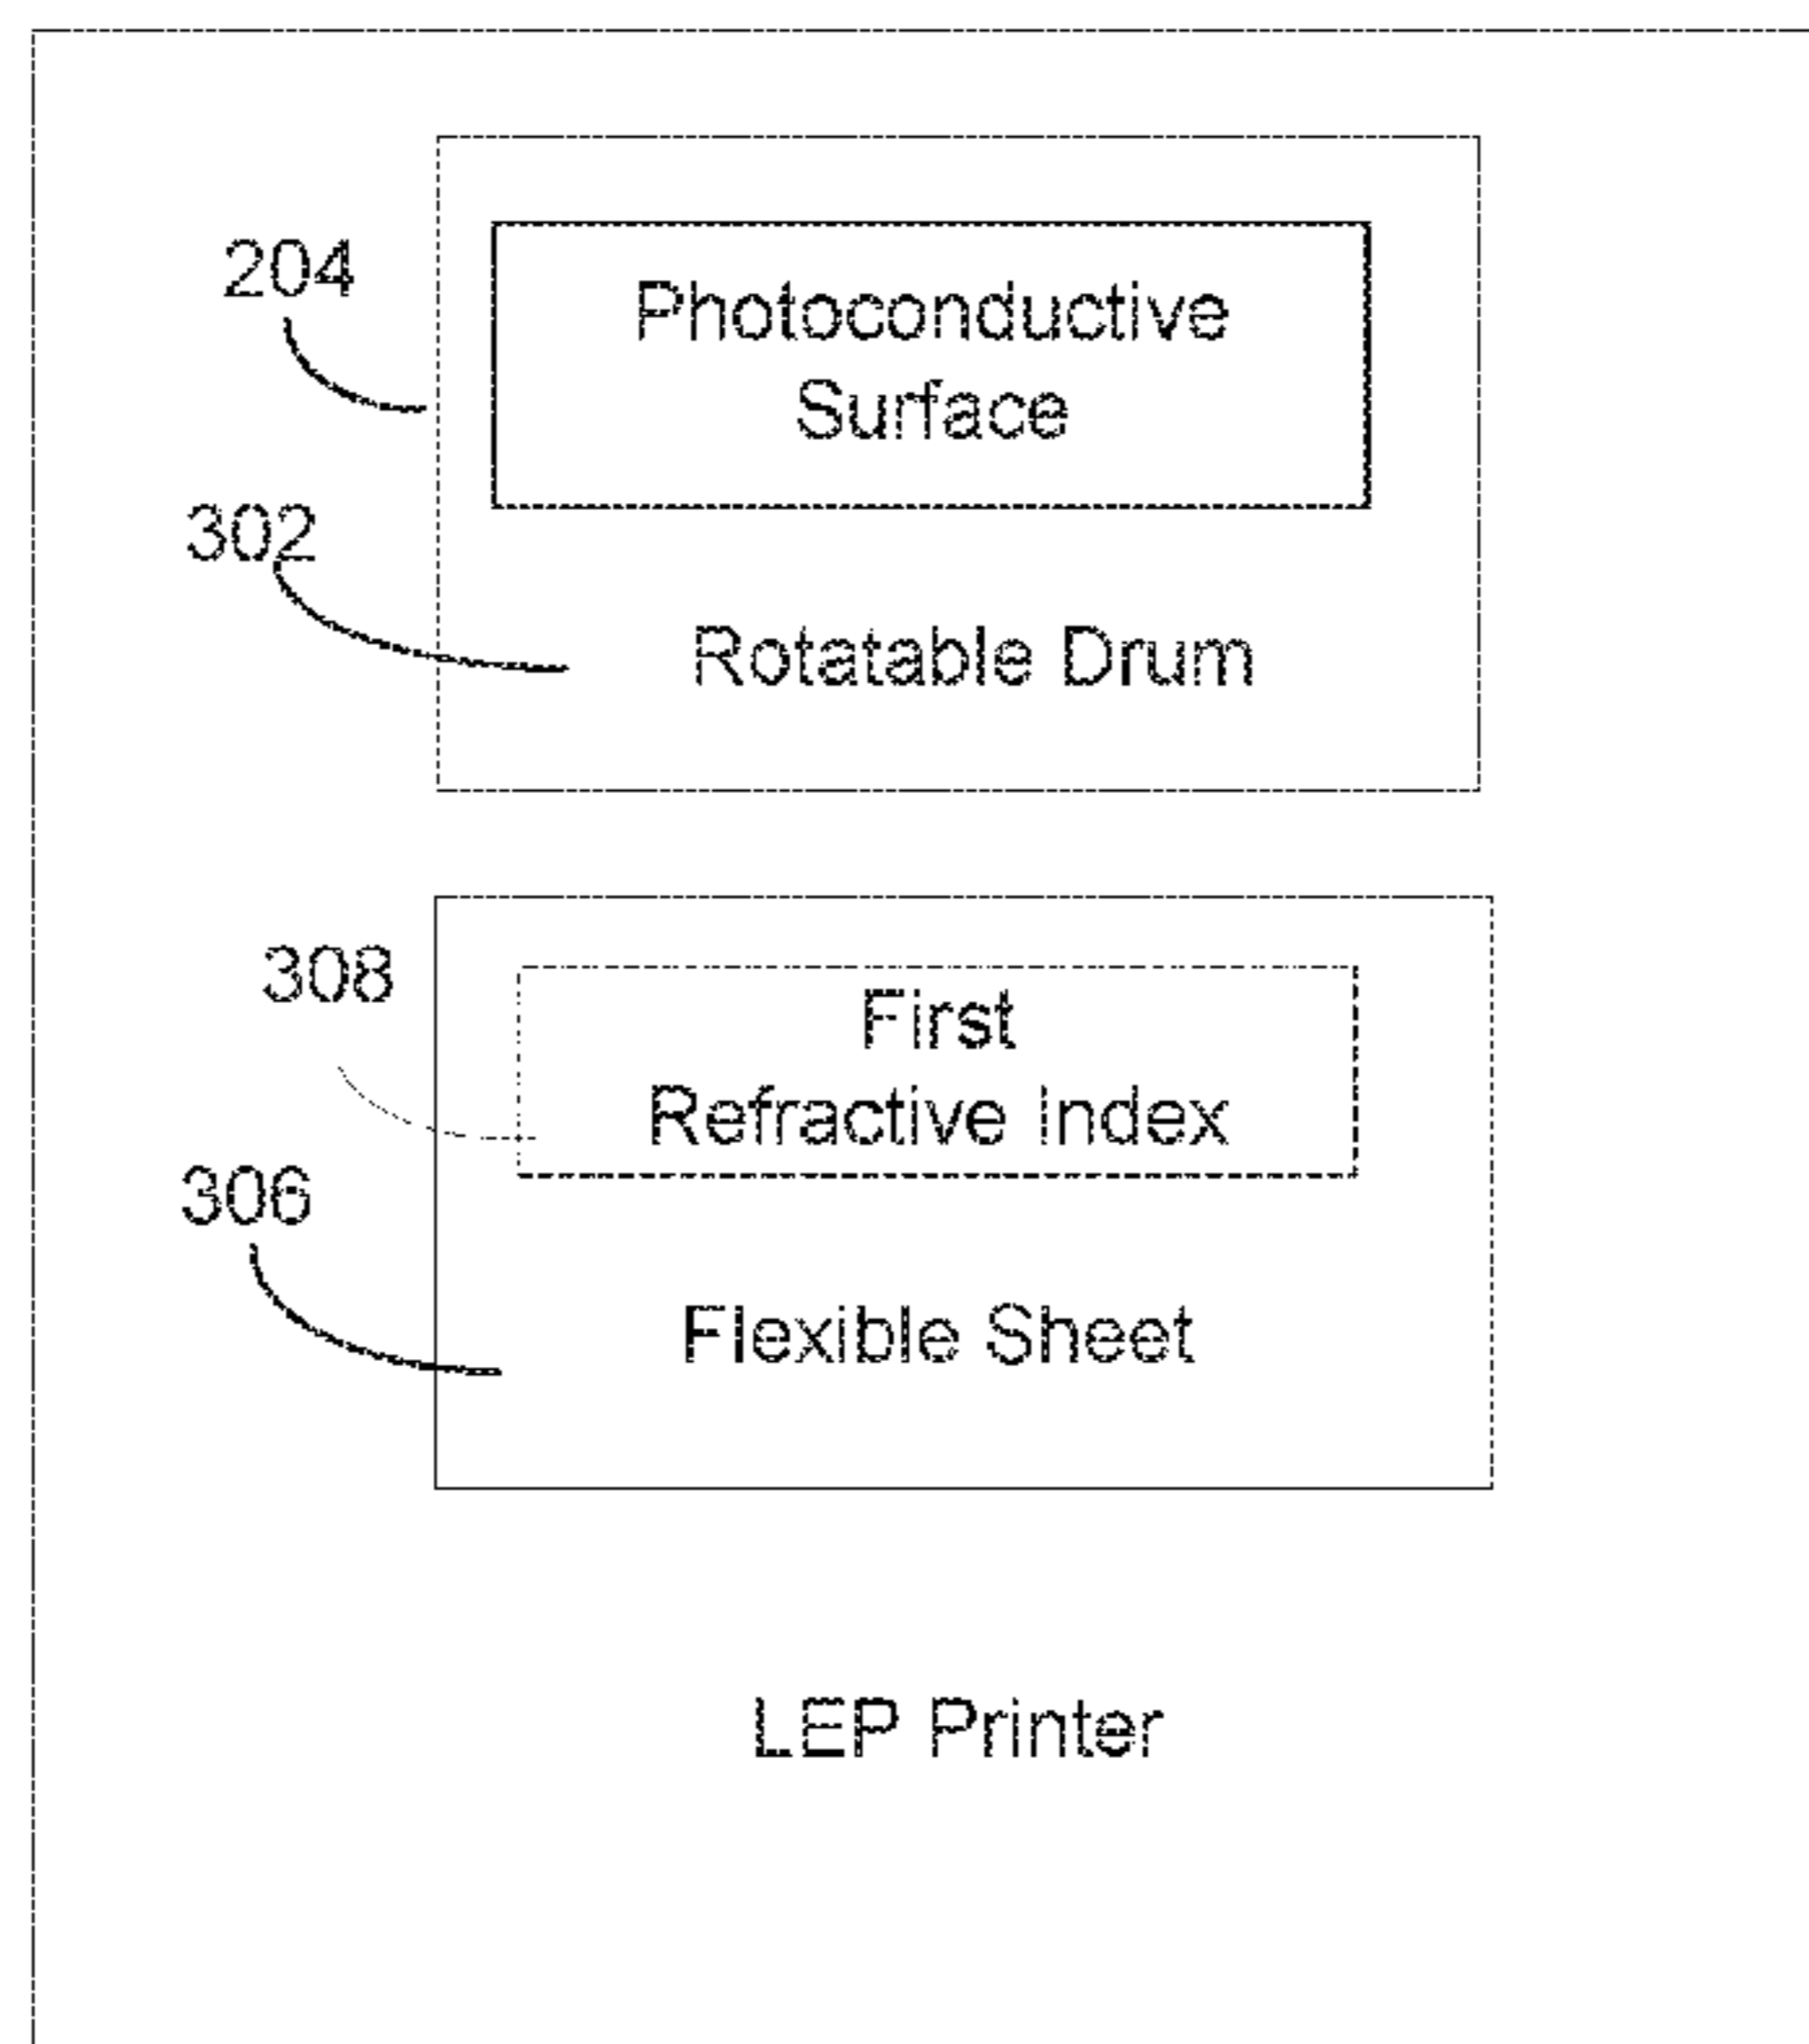 204
Photoconductive
Surface
302
Rotatable Drum
308
First
Refractive Index
306
Flexible Sheet
LEP Printer